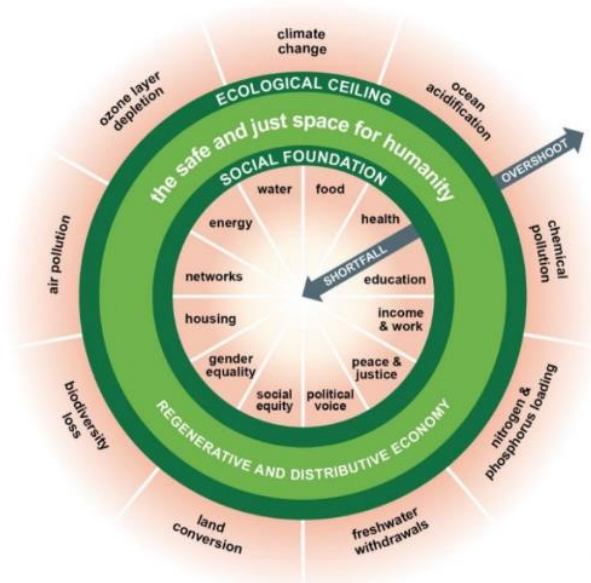 climate
change
ozone layer
depletion
ocean
acidification
ECOLOGICAL CEILING
the safe and just space for humanity
SOCIAL FOUNDATION
OVERSHOOT
water
food
energy
health
SHORTFALL
air pollution
chemical
pollution
networks
education
housing
income
& work
gender
equality
peace &
justice
social
equity
political
voice
REGENERATIVE AND DISTRIBUTIVE ECONOMY
biodiversity
loss
nitrogen &
phosphorus loading
land
conversion
freshwater
withdrawals